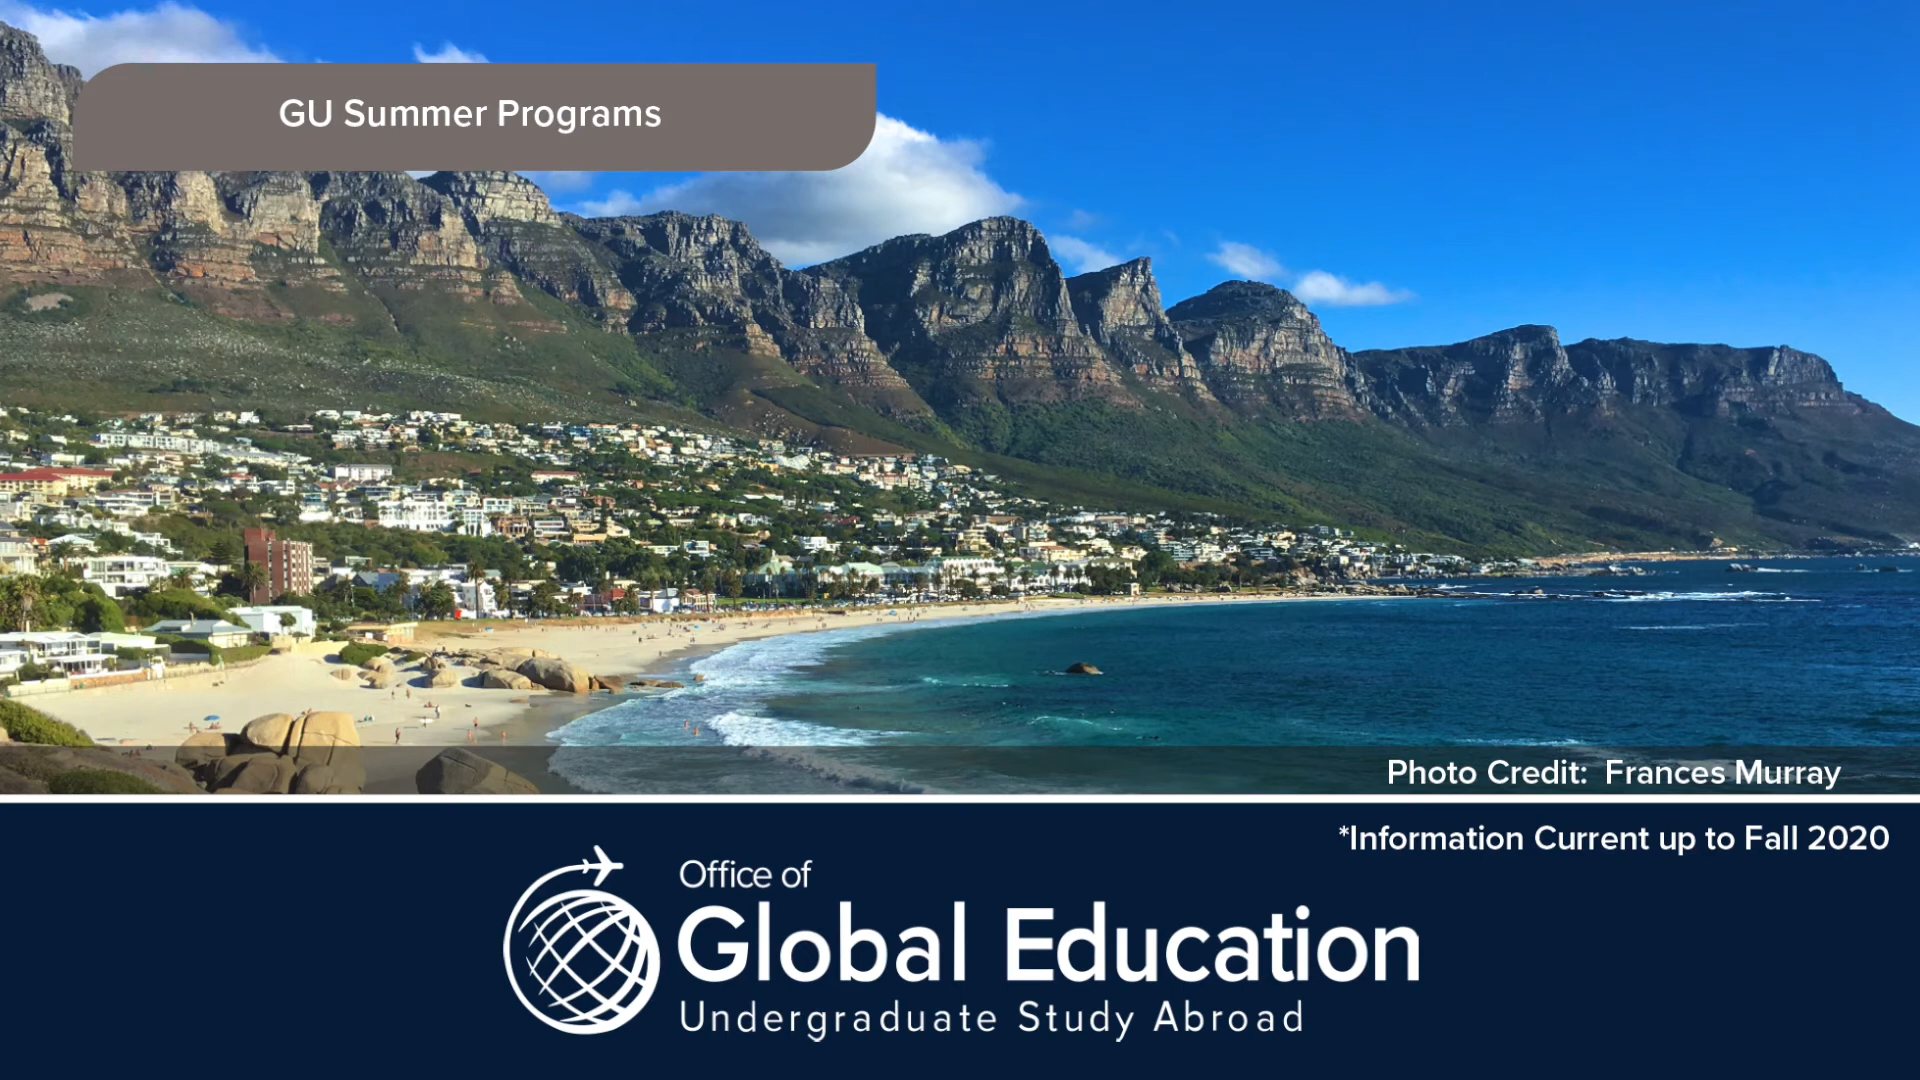 GU Summer Programs
Photo Credit: Frances Murray
*Information Current up to Fall 2020
Office of
Global Education
Undergraduate Study Abroad